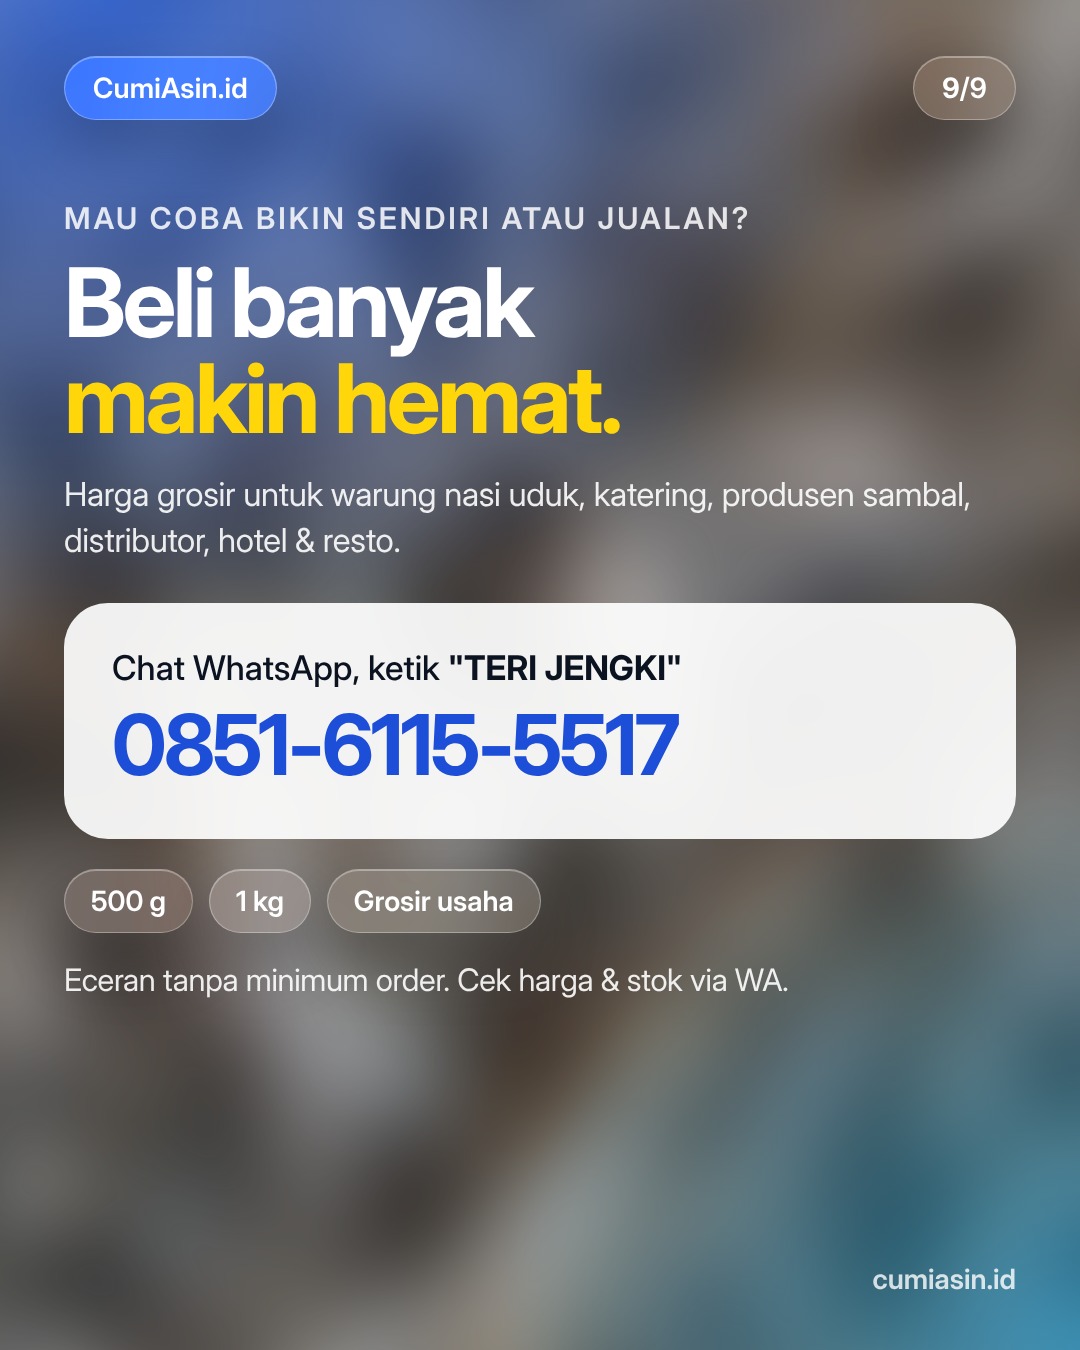 CumiAsin.id
9/9
MAU COBA BIKIN SENDIRI ATAU JUALAN?
Beli banyak
makin hemat.
Harga grosir untuk warung nasi uduk, katering, produsen sambal,
distributor, hotel & resto.
Chat WhatsApp, ketik "TERI JENGKI"
0851-6115-5517
500 g
1 kg
Grosir usaha
Eceran tanpa minimum order. Cek harga & stok via WA.
cumiasin.id